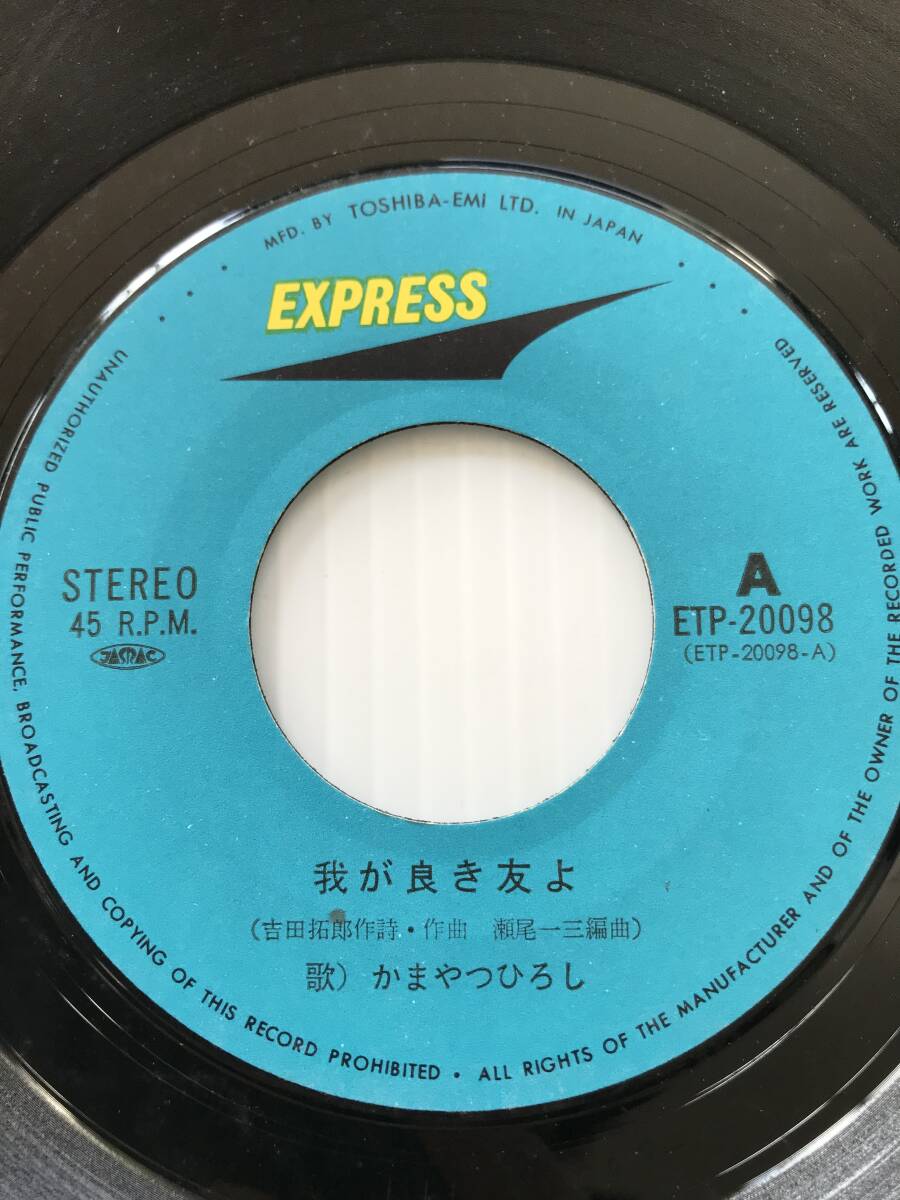 MFD. BY TOSHIBA-EMI LTD. IN JAPAN
EXPRESS
STEREO
45 R.P.M.
JASRAC
A
ETP-20098
(ETP-20098-A)
我が良き友よ
(吉田拓郎作詩・作曲 瀬尾一三編曲)
歌) かまやつひろし
UNAUTHORIZED PUBLIC PERFORMANCE, BROADCASTING AND COPYING OF THIS RECORD PROHIBITED • ALL RIGHTS OF THE MANUFACTURER AND OF THE OWNER OF THE RECORDED WORK ARE RESERVED